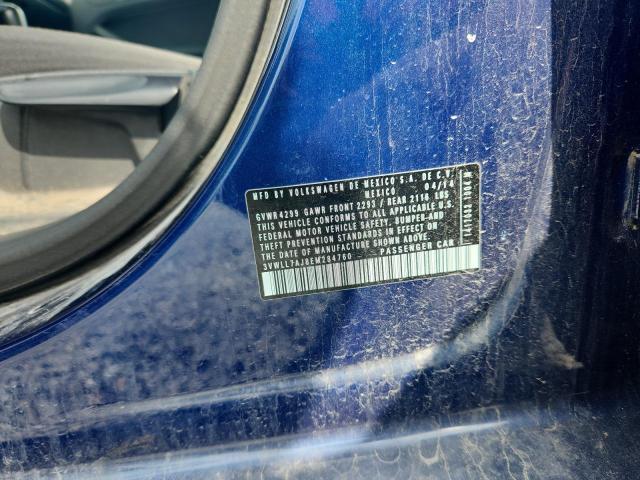 MFD BY VOLKSWAGEN DE MEXICO S.A. DE C.V.
MEXICO 04/14
GVWR 4299 GAWR FRONT 2293 / REAR 2118 LBS
THIS VEHICLE CONFORMS TO ALL APPLICABLE U.S.
FEDERAL MOTOR VEHICLE SAFETY, BUMPER-AND
THEFT PREVENTION STANDARDS IN EFFECT ON
THE DATE OF MANUFACTURE SHOWN ABOVE.
3VWLL7AJ8EM284760 PASSENGER CAR